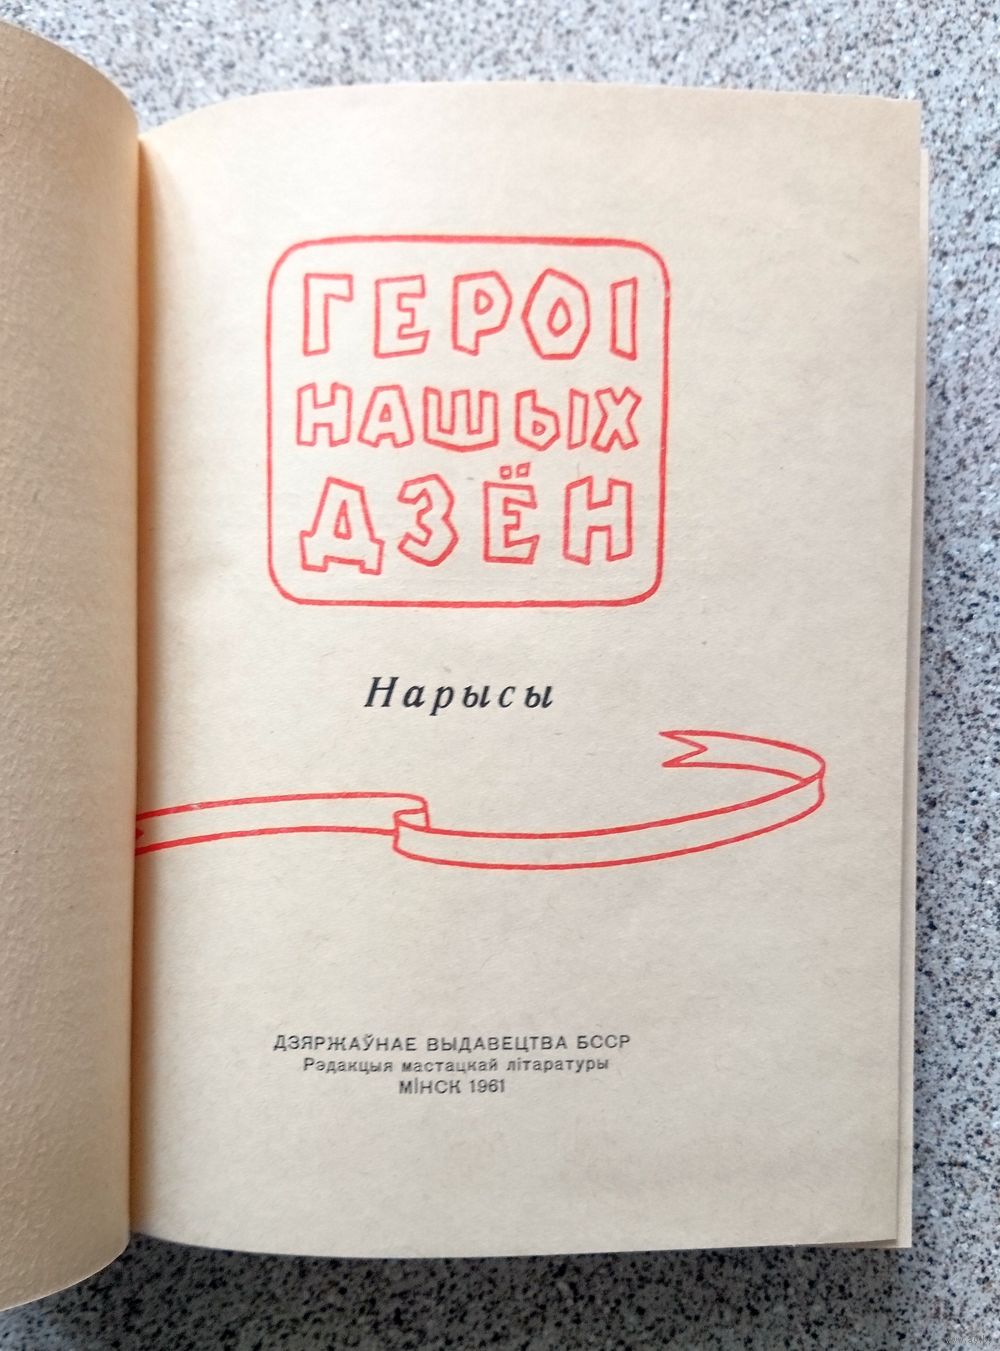 ГЕРОІ
НАШЫХ
ДЗЁН
Нарысы
ДЗЯРЖАЎНАЕ ВЫДАВЕЦТВА БССР
Рэдакцыя мастацкай літаратуры
МІНСК 1961